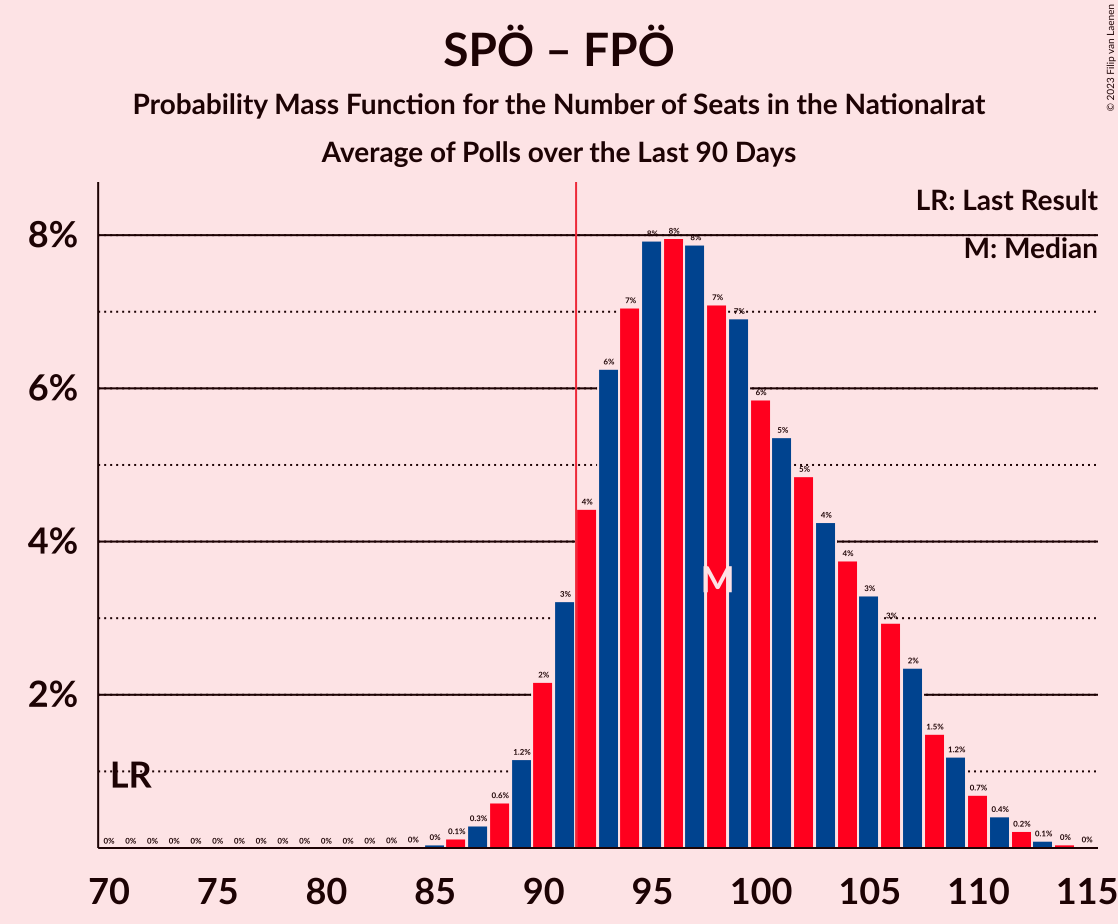 SPÖ – FPÖ
Probability Mass Function for the Number of Seats in the Nationalrat
Average of Polls over the Last 90 Days
© 2023 Filip van Laenen
LR: Last Result
M: Median
8%
6%
4%
2%
0% 0% 0% 0% 0% 0% 0% 0% 0% 0% 0% 0% 0% 0% 0% 0% 0.1% 0.3% 0.6% 1.2% 2% 3% 4% 6% 7% 8% 8% 8% 7% 7% 6% 5% 5% 4% 4% 3% 3% 2% 1.5% 1.2% 0.7% 0.4% 0.2% 0.1% 0% 0%
LR
M
70 75 80 85 90 95 100 105 110 115